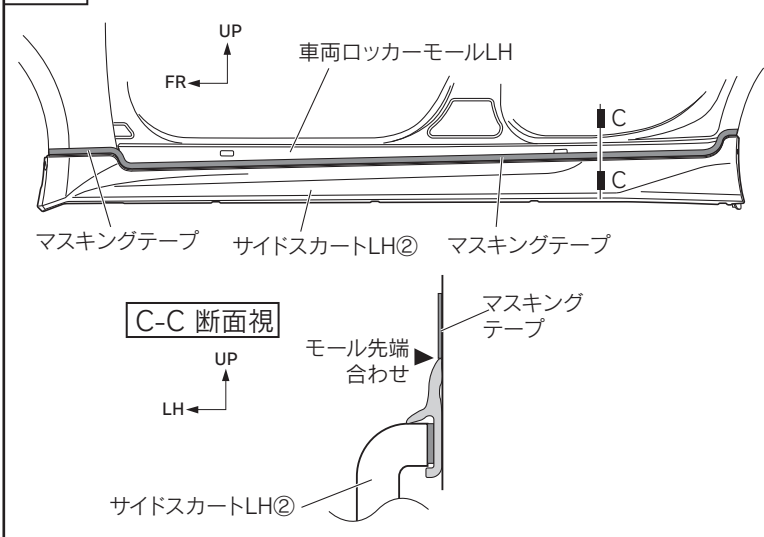 UP
車両ロッカーモールLH
FR
C
C
マスキングテープ
サイドスカートLH②
マスキングテープ
C-C 断面視
マスキング
テープ
モール先端
合わせ
UP
LH
サイドスカートLH②